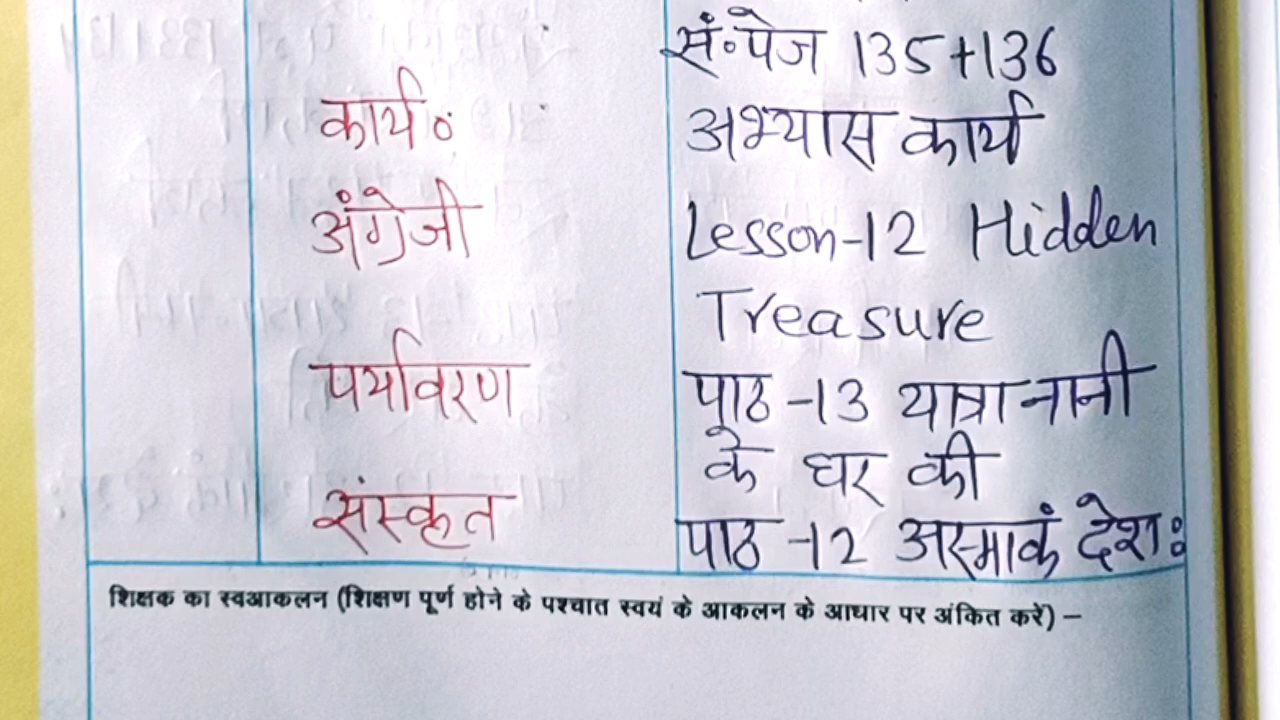 सं॰पेज 135+136
कार्य॰ अभ्यास कार्य
अंग्रेजी Lesson-12 Hidden
Treasure
पर्यावरण पाठ -13 यात्रा नानी
के घर की
संस्कृत पाठ -12 अस्माकं देशः
शिक्षक का स्वआकलन (शिक्षण पूर्ण होने के पश्चात स्वयं के आकलन के आधार पर अंकित करें) –